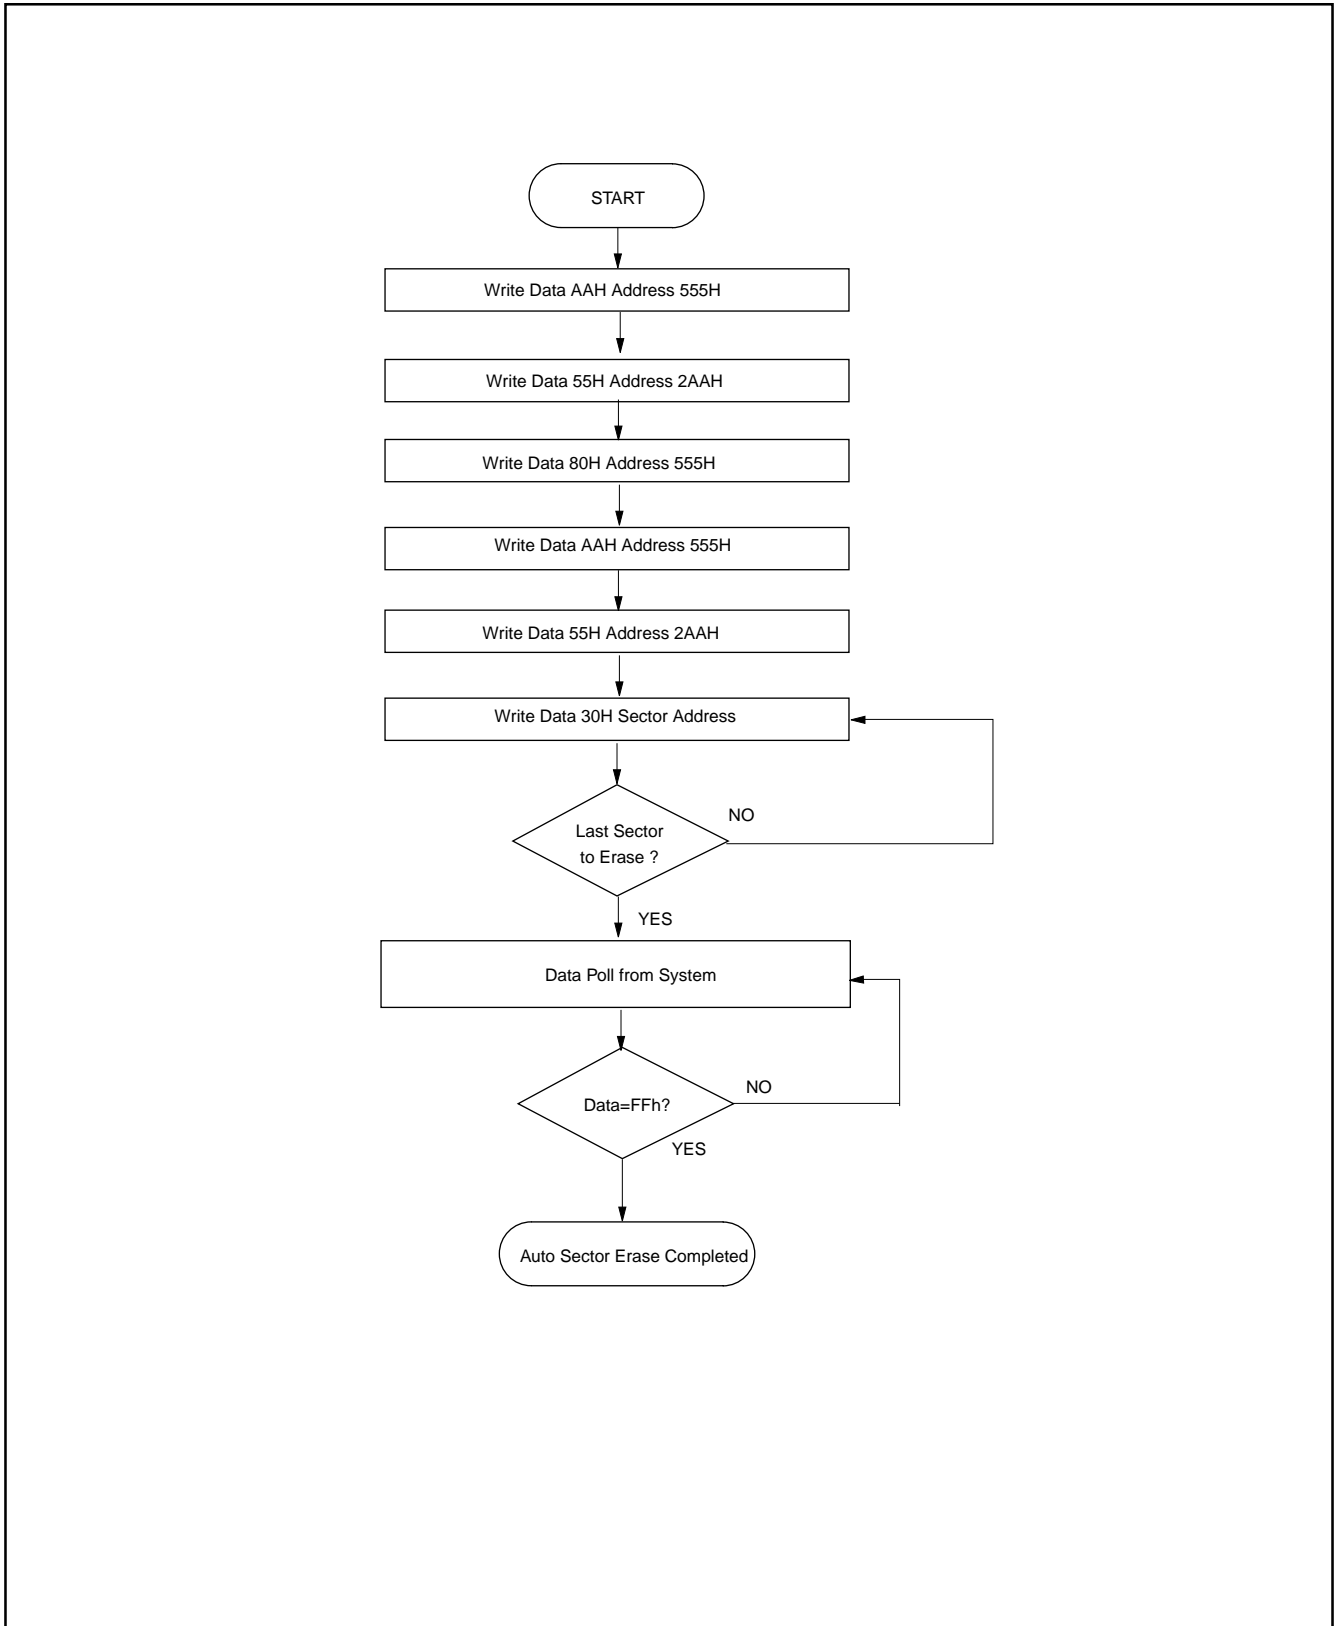 START
Write Data AAH Address 555H
Write Data 55H Address 2AAH
Write Data 80H Address 555H
Write Data AAH Address 555H
Write Data 55H Address 2AAH
Write Data 30H Sector Address
NO
Last Sector
to Erase ?
YES
Data Poll from System
NO
Data=FFh?
YES
Auto Sector Erase Completed